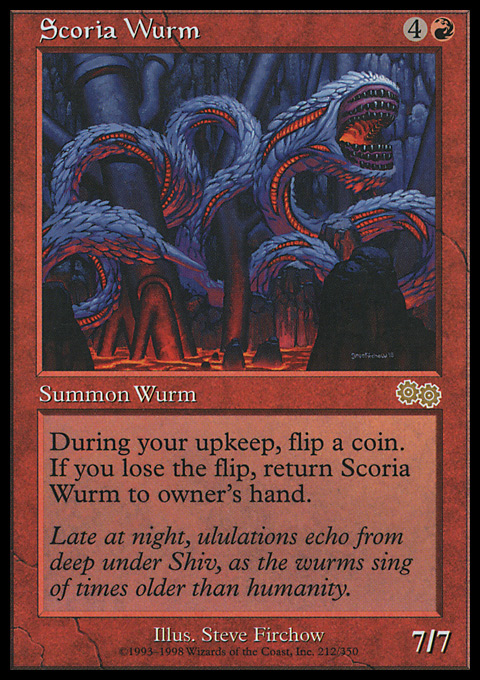 Scoria Wurm 4
Summon Wurm
During your upkeep, flip a coin.
If you lose the flip, return Scoria
Wurm to owner's hand.
Late at night, ululations echo from
deep under Shiv, as the wurms sing
of times older than humanity.
Illus. Steve Firchow
7/7
©1993-1998 Wizards of the Coast, Inc. 212/350